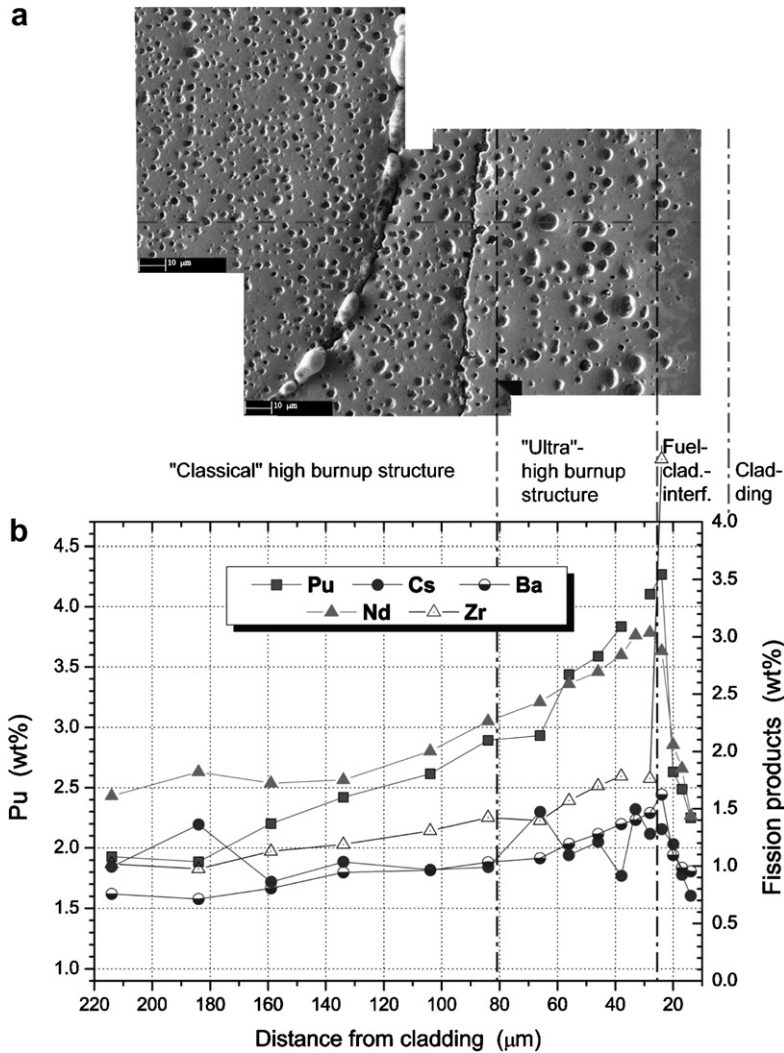 a
10 μm
10 μm
"Classical" high burnup structure
"Ultra"-
high burnup
structure
Fuel-
clad.-
interf.
Clad-
ding
b
Pu
Cs
Ba
Nd
Zr
4.5
4.0
3.5
3.0
2.5
2.0
1.5
1.0
Pu (wt%)
4.0
3.5
3.0
2.5
2.0
1.5
1.0
0.5
0.0
Fission products (wt%)
220 200 180 160 140 120 100 80 60 40 20
Distance from cladding (μm)